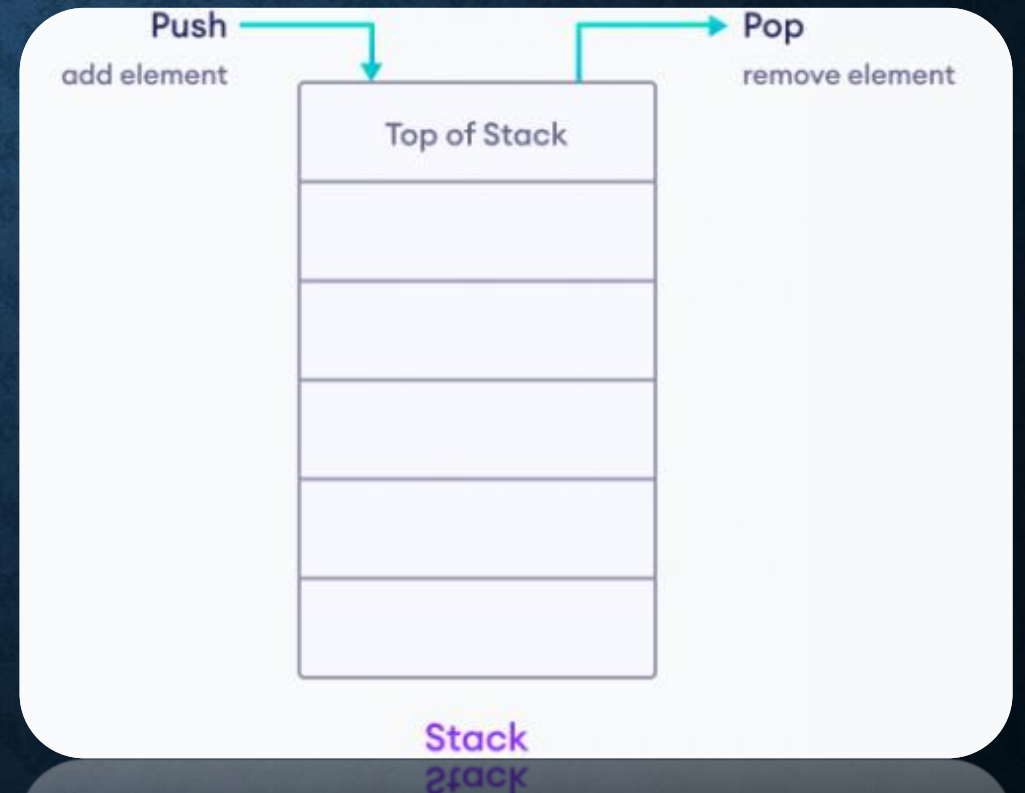 Push
add element
Pop
remove element
Top of Stack
Stack